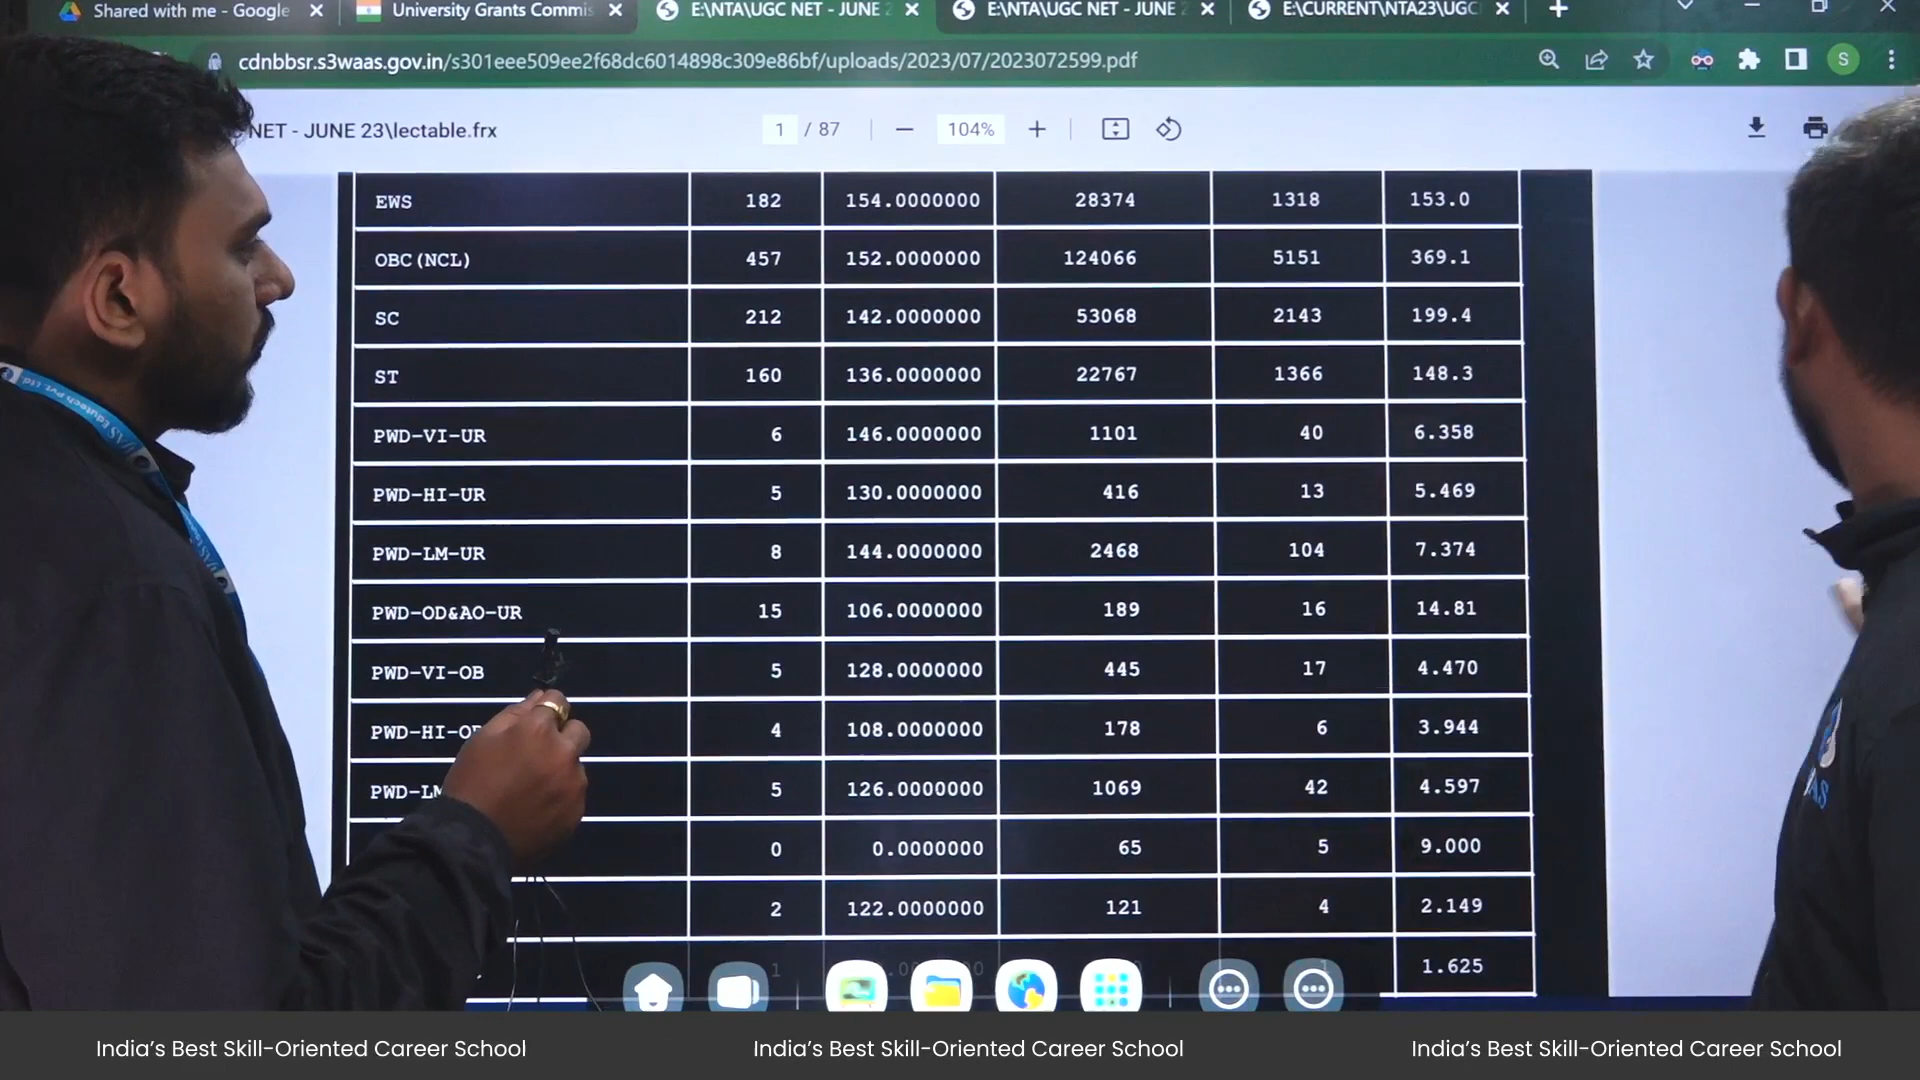 Shared with me - Google
University Grants Commis
E:\NTA\UGC NET - JUNE 2
E:\NTA\UGC NET - JUNE 2
E:\CURRENT\NTA23\UGC
cdnbbsr.s3waas.gov.in/s301eee509ee2f68dc6014898c309e86bf/uploads/2023/07/2023072599.pdf
S
NET - JUNE 23\lectable.frx
1 / 87
104%
EWS 182 154.0000000 28374 1318 153.0
OBC(NCL) 457 152.0000000 124066 5151 369.1
SC 212 142.0000000 53068 2143 199.4
ST 160 136.0000000 22767 1366 148.3
PWD-VI-UR 6 146.0000000 1101 40 6.358
PWD-HI-UR 5 130.0000000 416 13 5.469
PWD-LM-UR 8 144.0000000 2468 104 7.374
PWD-OD&AO-UR 15 106.0000000 189 16 14.81
PWD-VI-OB 5 128.0000000 445 17 4.470
PWD-HI-O 4 108.0000000 178 6 3.944
PWD-LM 5 126.0000000 1069 42 4.597
0 0.0000000 65 5 9.000
2 122.0000000 121 4 2.149
1 1.625
Edutech Pvt. Ltd.
India's Best Skill-Oriented Career School
India's Best Skill-Oriented Career School
India's Best Skill-Oriented Career School